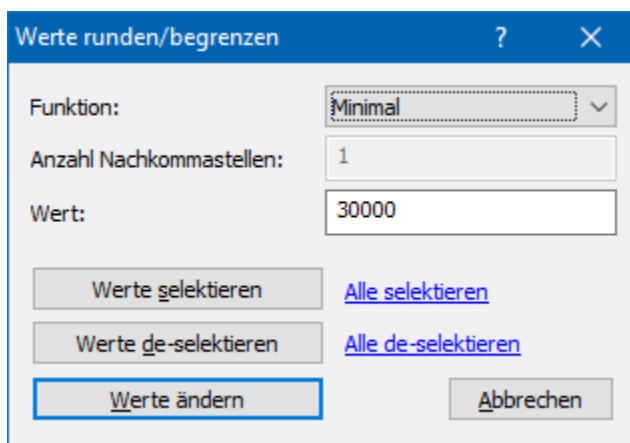 Werte runden/begrenzen ?
Funktion: Minimal
Anzahl Nachkommastellen: 1
Wert: 30000
Werte selektieren Alle selektieren
Werte de-selektieren Alle de-selektieren
Werte ändern Abbrechen